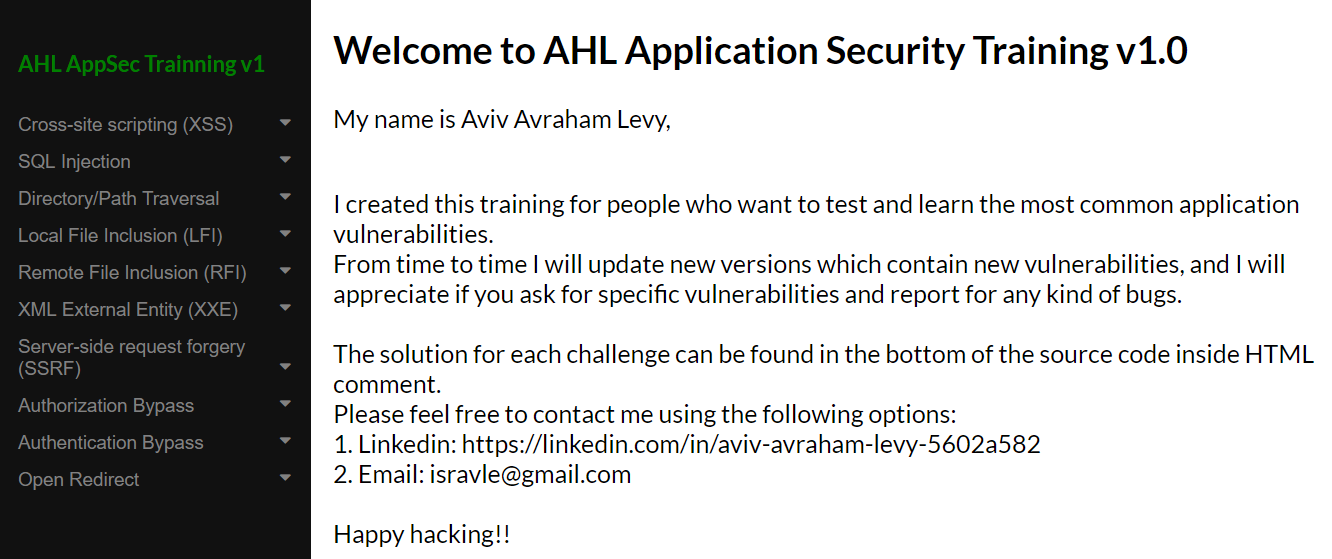 AHL AppSec Trainning v1
Cross-site scripting (XSS)
SQL Injection
Directory/Path Traversal
Local File Inclusion (LFI)
Remote File Inclusion (RFI)
XML External Entity (XXE)
Server-side request forgery
(SSRF)
Authorization Bypass
Authentication Bypass
Open Redirect
Welcome to AHL Application Security Training v1.0
My name is Aviv Avraham Levy,
I created this training for people who want to test and learn the most common application
vulnerabilities.
From time to time I will update new versions which contain new vulnerabilities, and I will
appreciate if you ask for specific vulnerabilities and report for any kind of bugs.
The solution for each challenge can be found in the bottom of the source code inside HTML
comment.
Please feel free to contact me using the following options:
1. Linkedin: https://linkedin.com/in/aviv-avraham-levy-5602a582
2. Email: isravle@gmail.com
Happy hacking!!